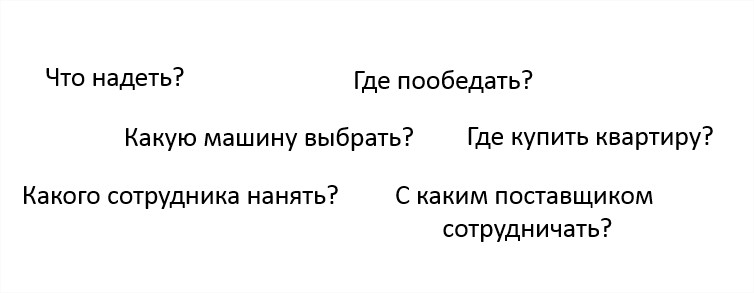 Что надеть?
Где пообедать?
Какую машину выбрать?
Где купить квартиру?
Какого сотрудника нанять?
С каким поставщиком
сотрудничать?